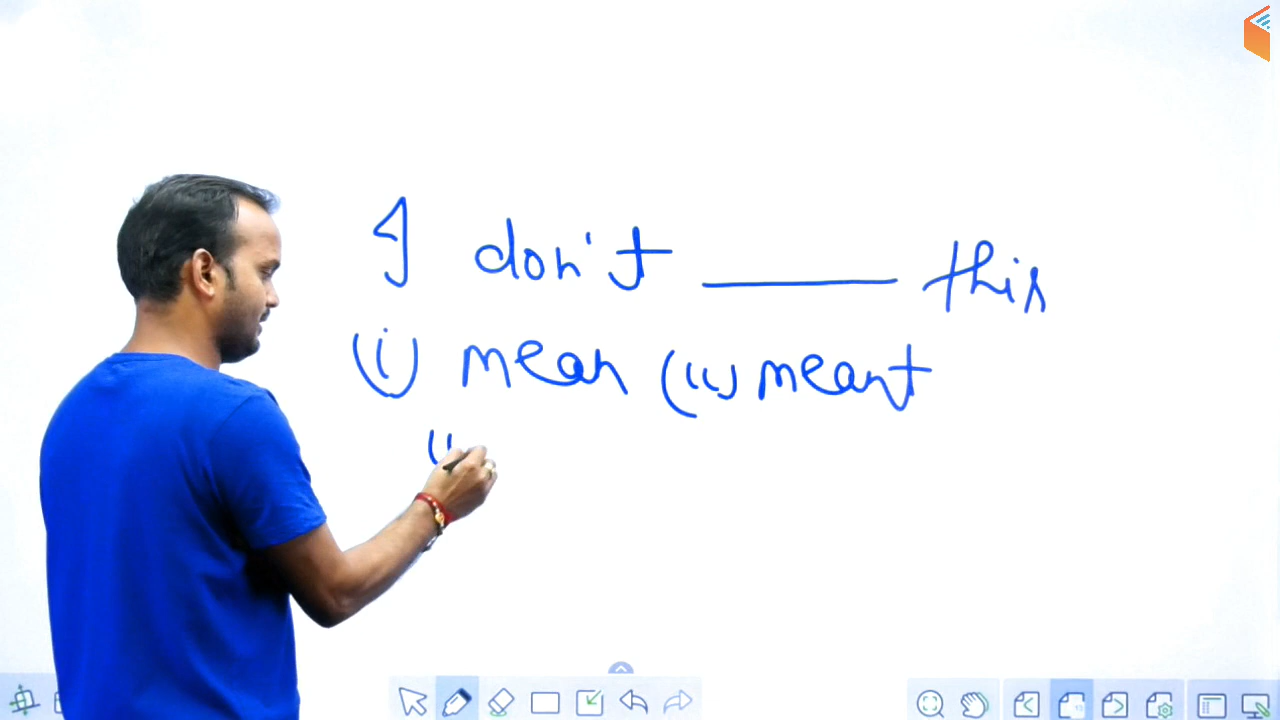 I don't ______ this
(i) mean (ii) meant
(i